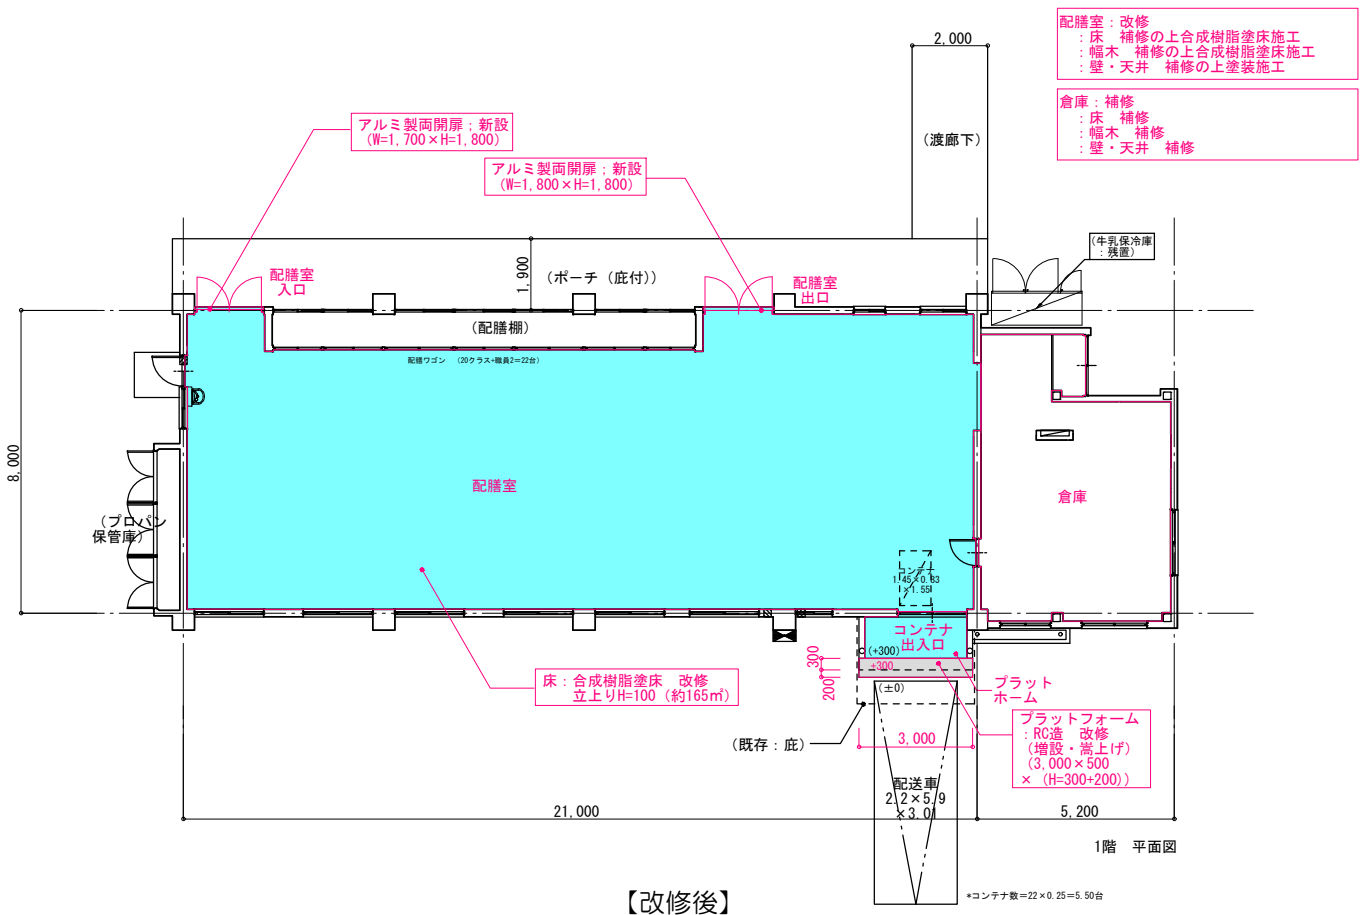 配膳室：改修
：床　補修の上合成樹脂塗床施工
：幅木　補修の上合成樹脂塗床施工
：壁・天井　補修の上塗装施工
倉庫：補修
：床　補修
：幅木　補修
：壁・天井　補修
2,000
アルミ製両開扉；新設
(W=1,700×H=1,800)
アルミ製両開扉；新設
(W=1,800×H=1,800)
（渡廊下）
（牛乳保冷庫
：残置）
1,900
（ポーチ（庇付））
配膳室
入口
配膳室
出口
（配膳棚）
配膳ワゴン　（20クラス+職員2＝22台）
8,000
配膳室
倉庫
（プロパン
保管庫）
コンテナ
1.45×0.83
×1.55
コンテナ
出入口
(+300)
+300
300
200
(±0)
床：合成樹脂塗床　改修
立上りH=100（約165㎡）
プラット
ホーム
プラットフォーム
：RC造　改修
（増設・嵩上げ）
（3,000×500
×（H=300+200））
（既存：庇）
3,000
配送車
2.2×5.9
×3.01
21,000
5,200
1階　平面図
*コンテナ数＝22×0.25＝5.50台
【改修後】